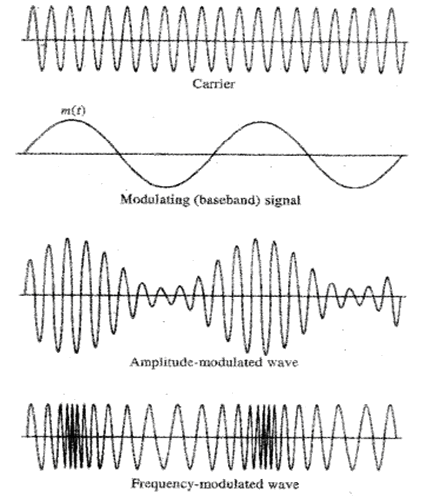 Carrier
m(t)
Modulating (baseband) signal
Amplitude-modulated wave
Frequency-modulated wave